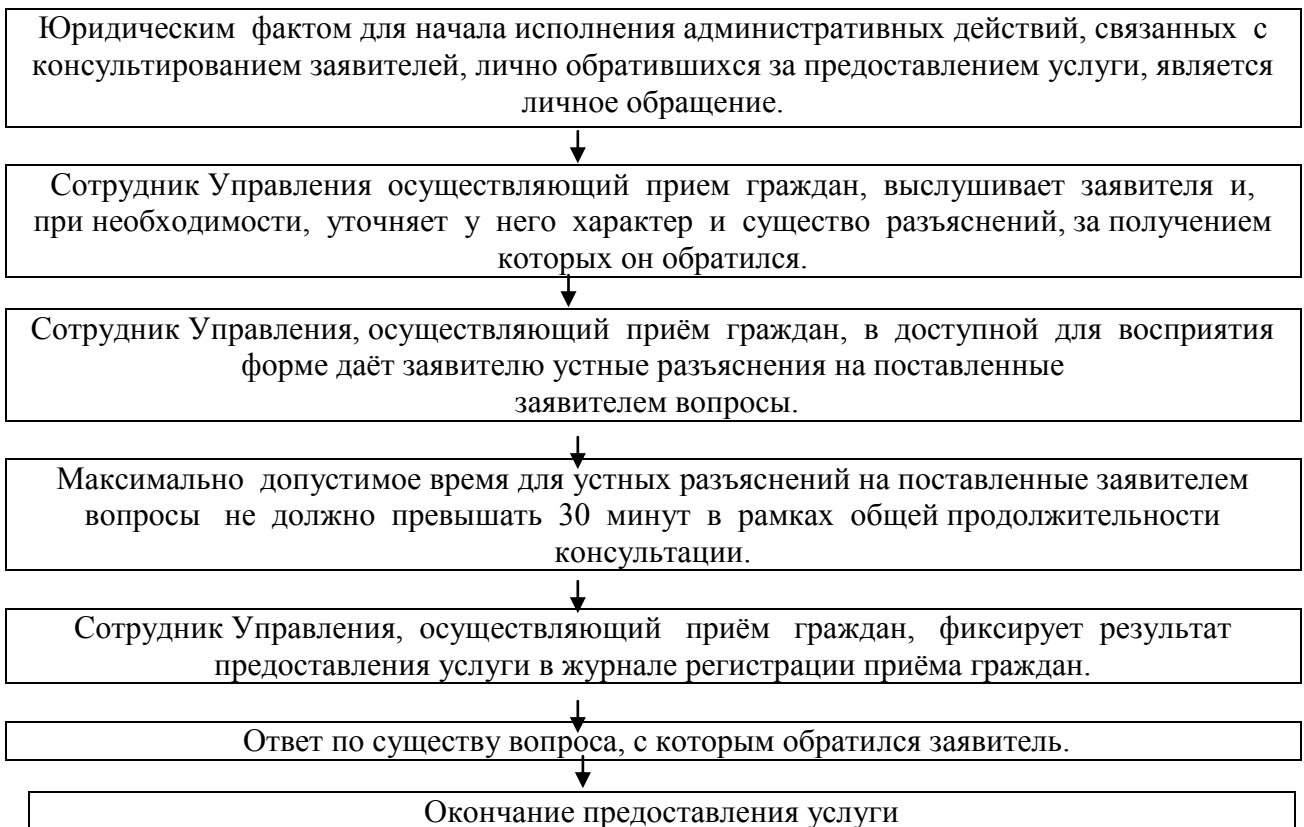 Юридическим фактом для начала исполнения административных действий, связанных с
консультированием заявителей, лично обратившихся за предоставлением услуги, является
личное обращение.
Сотрудник Управления осуществляющий прием граждан, выслушивает заявителя и,
при необходимости, уточняет у него характер и существо разъяснений, за получением
которых он обратился.
Сотрудник Управления, осуществляющий приём граждан, в доступной для восприятия
форме даёт заявителю устные разъяснения на поставленные
заявителем вопросы.
Максимально допустимое время для устных разъяснений на поставленные заявителем
вопросы не должно превышать 30 минут в рамках общей продолжительности
консультации.
Сотрудник Управления, осуществляющий приём граждан, фиксирует результат
предоставления услуги в журнале регистрации приёма граждан.
Ответ по существу вопроса, с которым обратился заявитель.
Окончание предоставления услуги